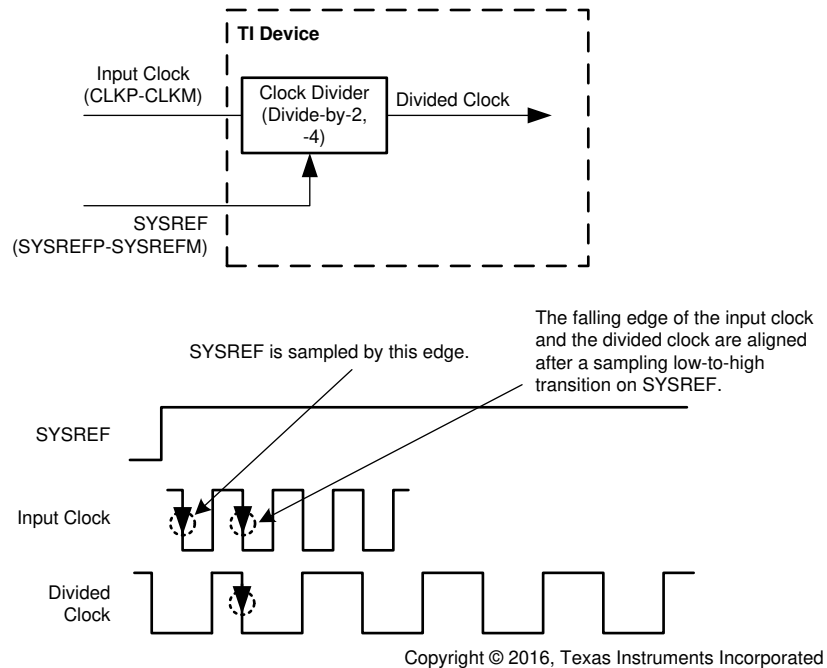 TI Device
Input Clock
(CLKP-CLKM)
Clock Divider
(Divide-by-2,
-4)
Divided Clock
SYSREF
(SYSREFP-SYSREFM)
The falling edge of the input clock
and the divided clock are aligned
after a sampling low-to-high
transition on SYSREF.
SYSREF is sampled by this edge.
SYSREF
Input Clock
Divided
Clock
Copyright © 2016, Texas Instruments Incorporated